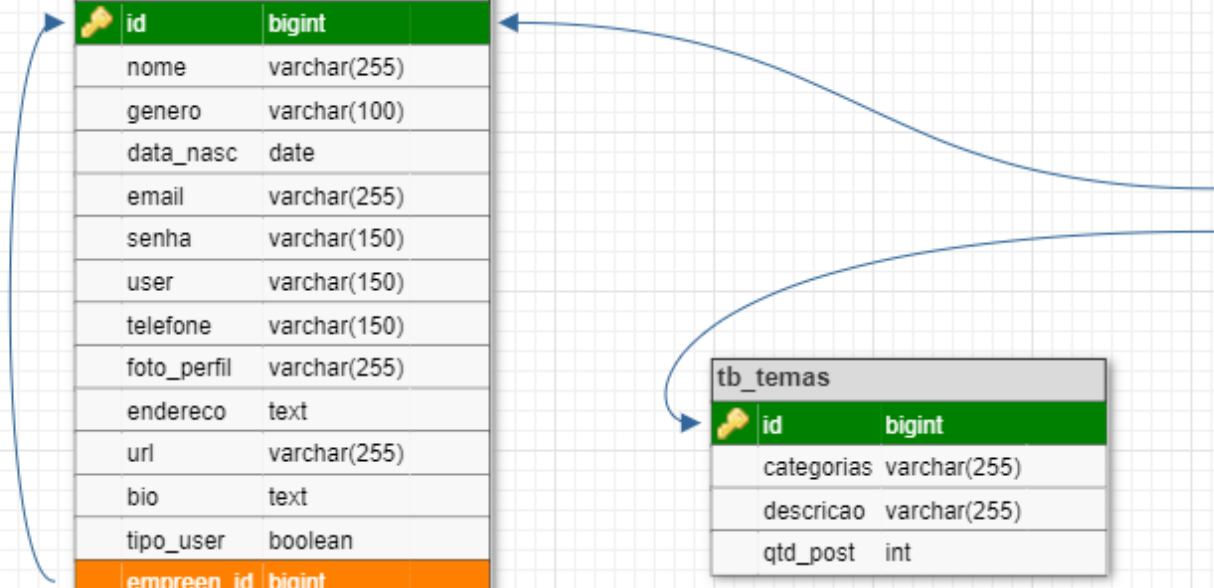 id bigint
nome varchar(255)
genero varchar(100)
data_nasc date
email varchar(255)
senha varchar(150)
user varchar(150)
telefone varchar(150)
foto_perfil varchar(255)
endereco text
url varchar(255)
bio text
tipo_user boolean
empreen_id bigint
tb_temas
id bigint
categorias varchar(255)
descricao varchar(255)
qtd_post int